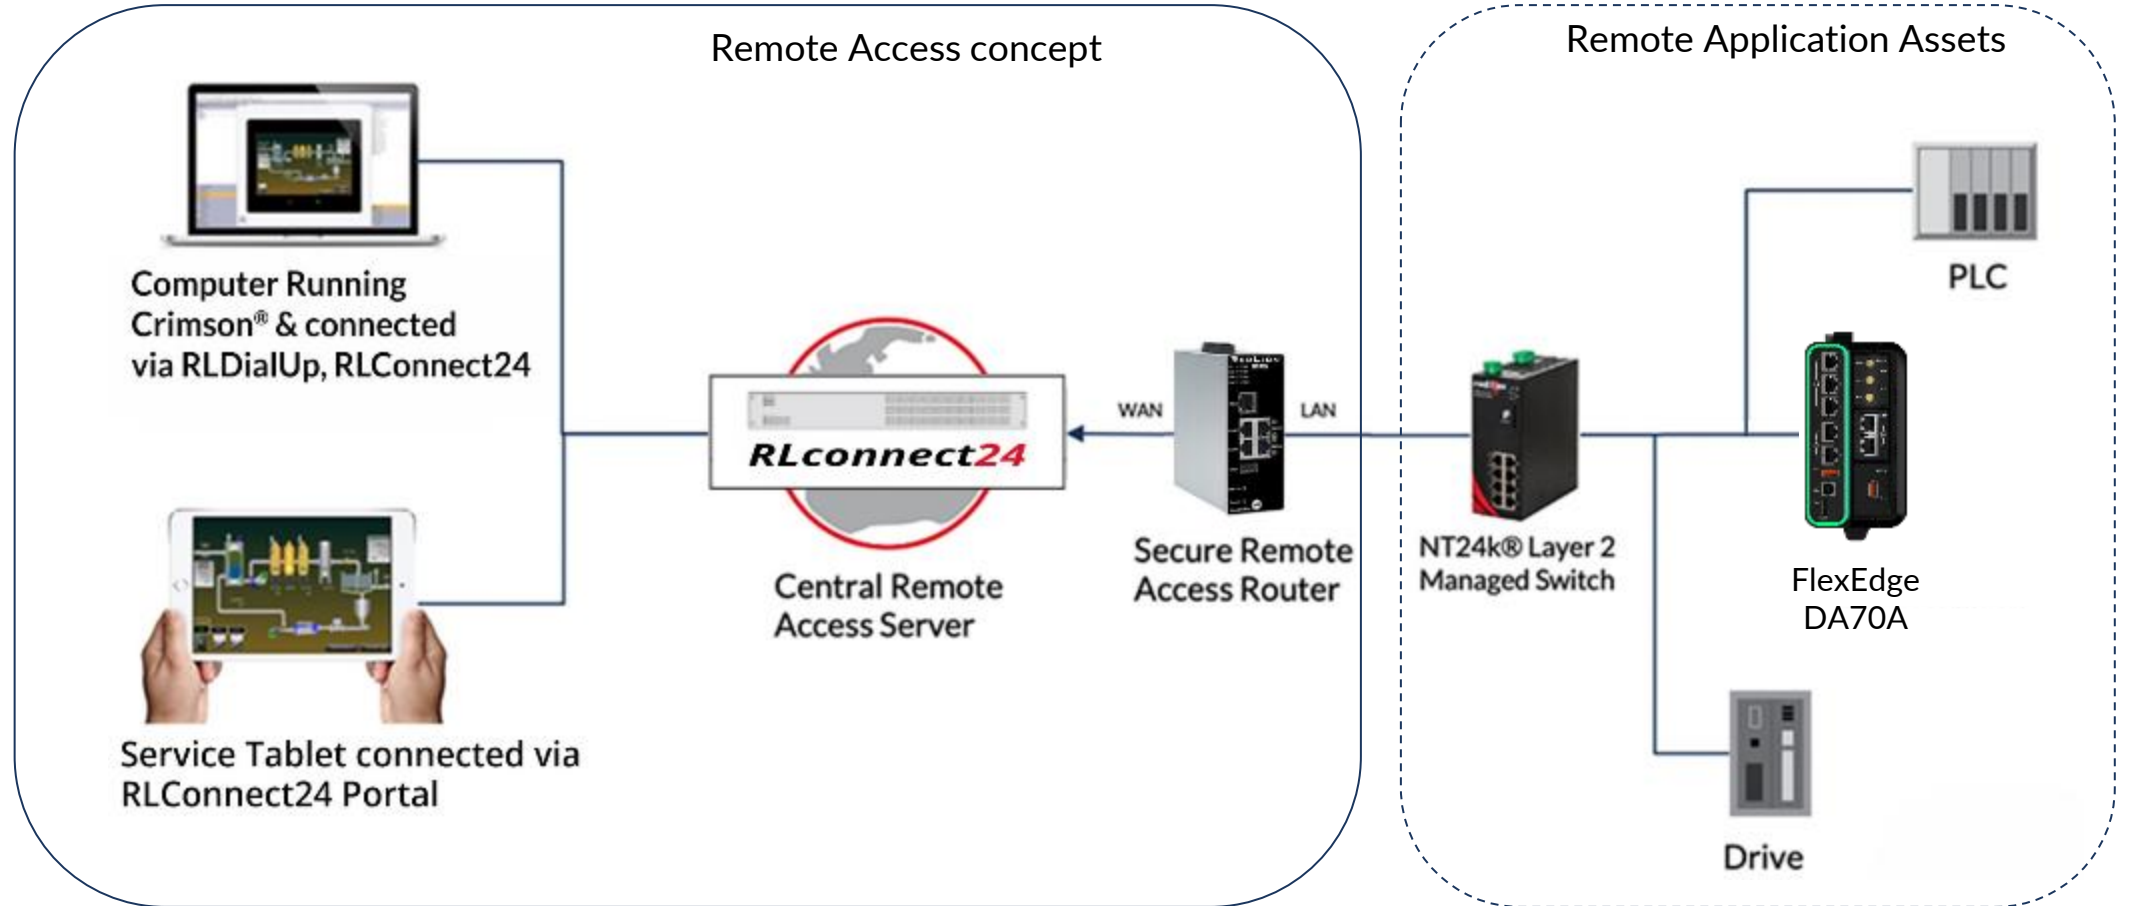 Remote Access concept
Remote Application Assets
Computer Running
Crimson® & connected
via RLDialUp, RLConnect24
PLC
WAN
LAN
RLconnect24
Central Remote
Access Server
Secure Remote
Access Router
NT24k® Layer 2
Managed Switch
FlexEdge
DA70A
Service Tablet connected via
RLConnect24 Portal
Drive